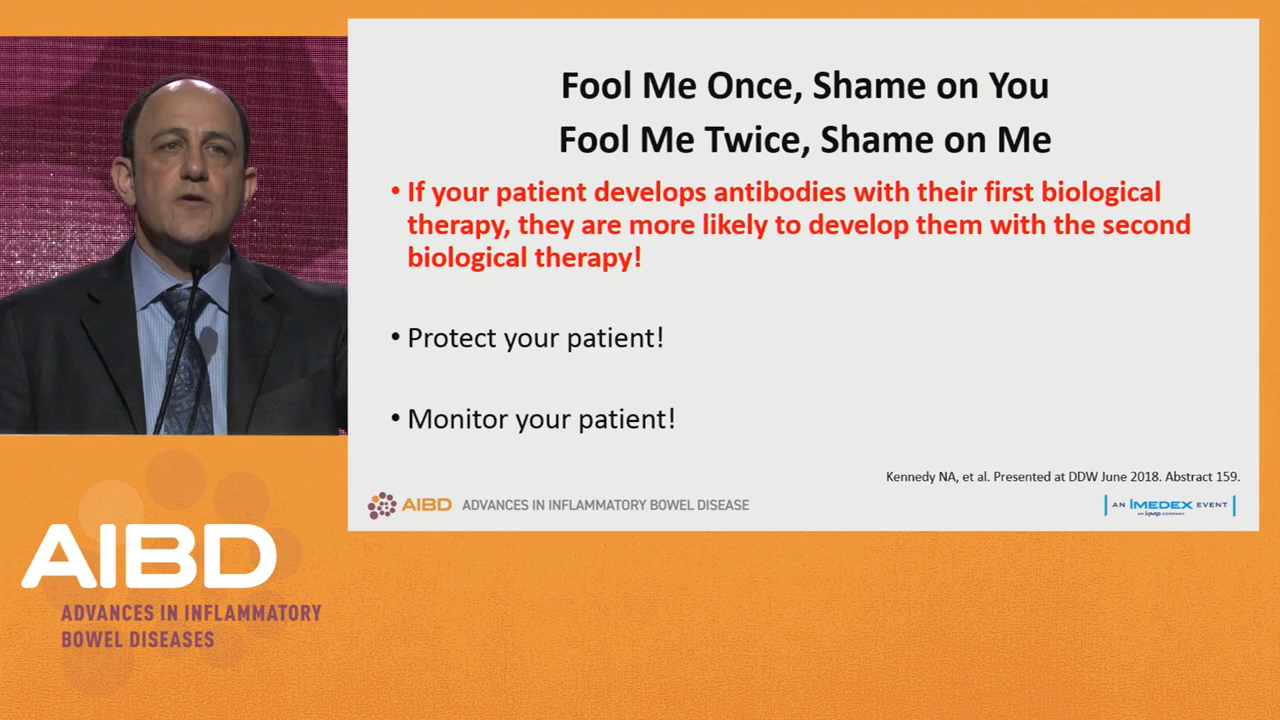 Fool Me Once, Shame on You
Fool Me Twice, Shame on Me
• If your patient develops antibodies with their first biological
therapy, they are more likely to develop them with the second
biological therapy!
• Protect your patient!
• Monitor your patient!
Kennedy NA, et al. Presented at DDW June 2018. Abstract 159.
AIBD ADVANCES IN INFLAMMATORY BOWEL DISEASE
AN IMEDEX EVENT
AIBD
ADVANCES IN INFLAMMATORY
BOWEL DISEASES